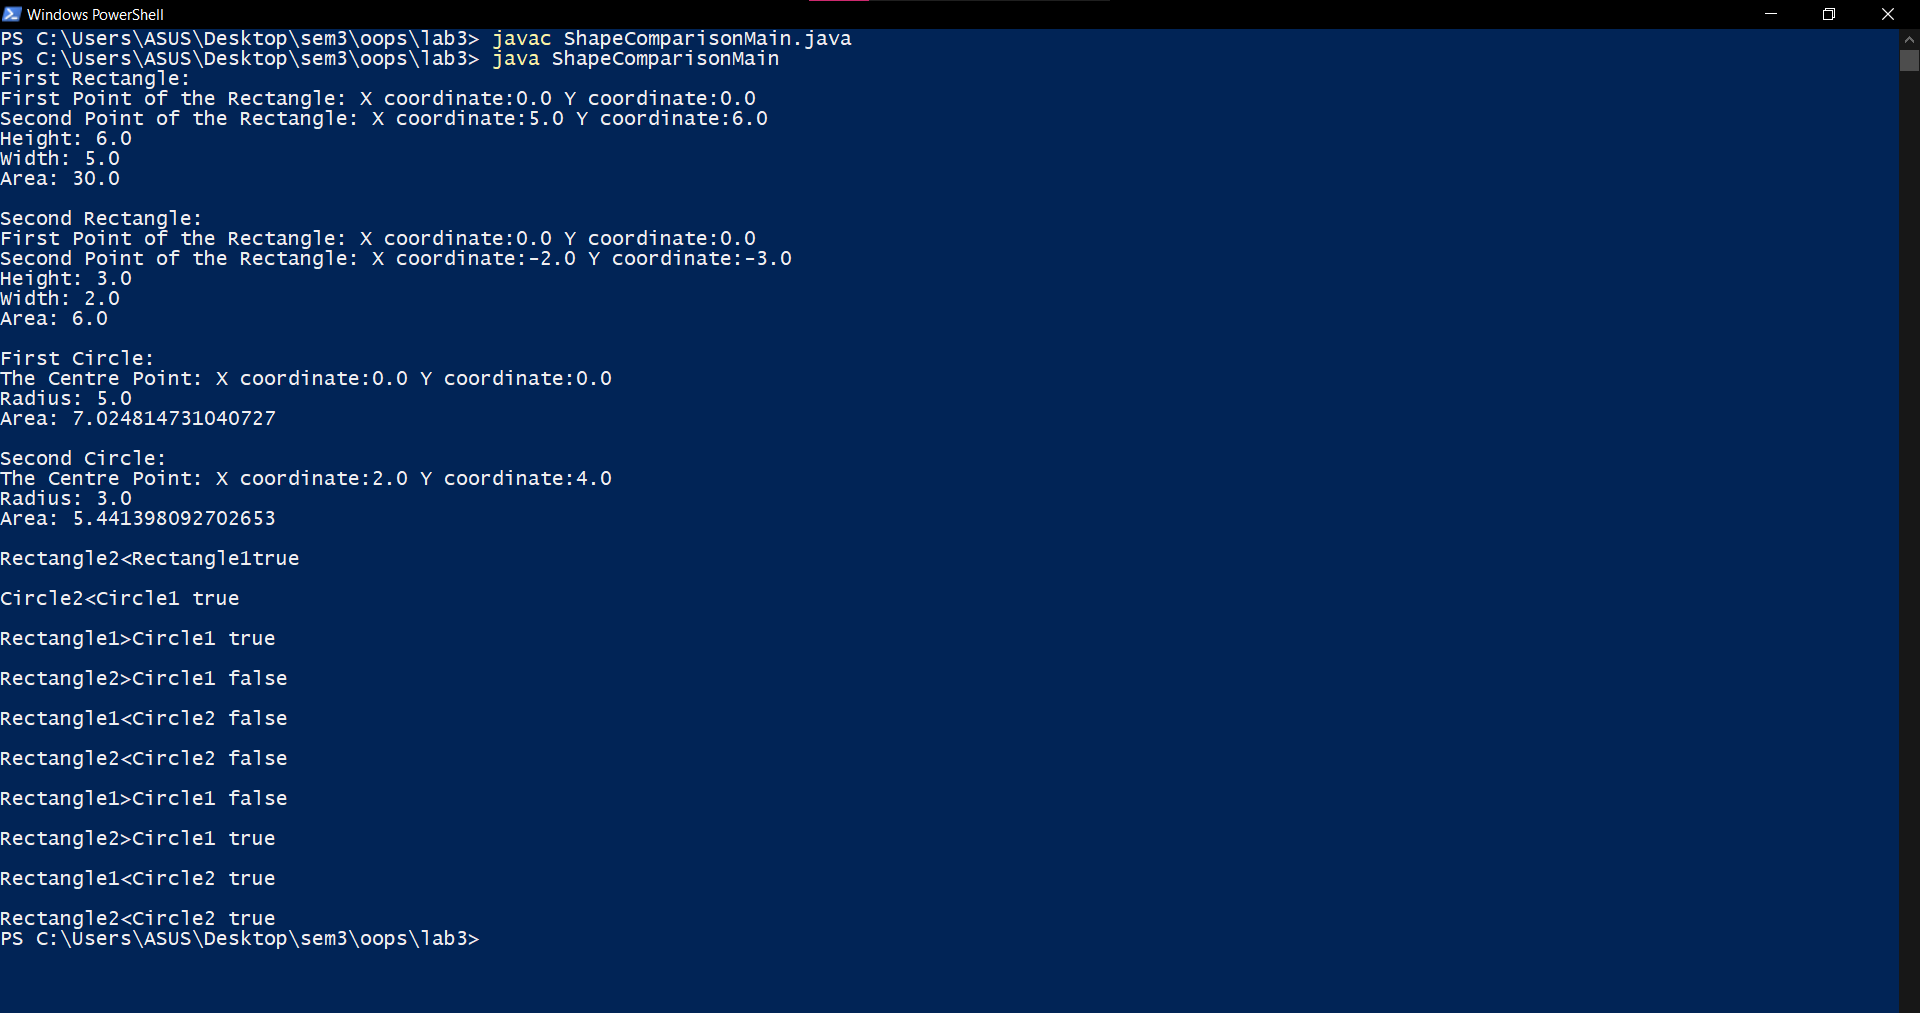 Windows PowerShell
PS C:\Users\ASUS\Desktop\sem3\oops\lab3> javac ShapeComparisonMain.java
PS C:\Users\ASUS\Desktop\sem3\oops\lab3> java ShapeComparisonMain
First Rectangle:
First Point of the Rectangle: X coordinate:0.0 Y coordinate:0.0
Second Point of the Rectangle: X coordinate:5.0 Y coordinate:6.0
Height: 6.0
Width: 5.0
Area: 30.0
Second Rectangle:
First Point of the Rectangle: X coordinate:0.0 Y coordinate:0.0
Second Point of the Rectangle: X coordinate:-2.0 Y coordinate:-3.0
Height: 3.0
Width: 2.0
Area: 6.0
First Circle:
The Centre Point: X coordinate:0.0 Y coordinate:0.0
Radius: 5.0
Area: 7.024814731040727
Second Circle:
The Centre Point: X coordinate:2.0 Y coordinate:4.0
Radius: 3.0
Area: 5.441398092702653
Rectangle2<Rectangle1true
Circle2<Circle1 true
Rectangle1>Circle1 true
Rectangle2>Circle1 false
Rectangle1<Circle2 false
Rectangle2<Circle2 false
Rectangle1>Circle1 false
Rectangle2>Circle1 true
Rectangle1<Circle2 true
Rectangle2<Circle2 true
PS C:\Users\ASUS\Desktop\sem3\oops\lab3>